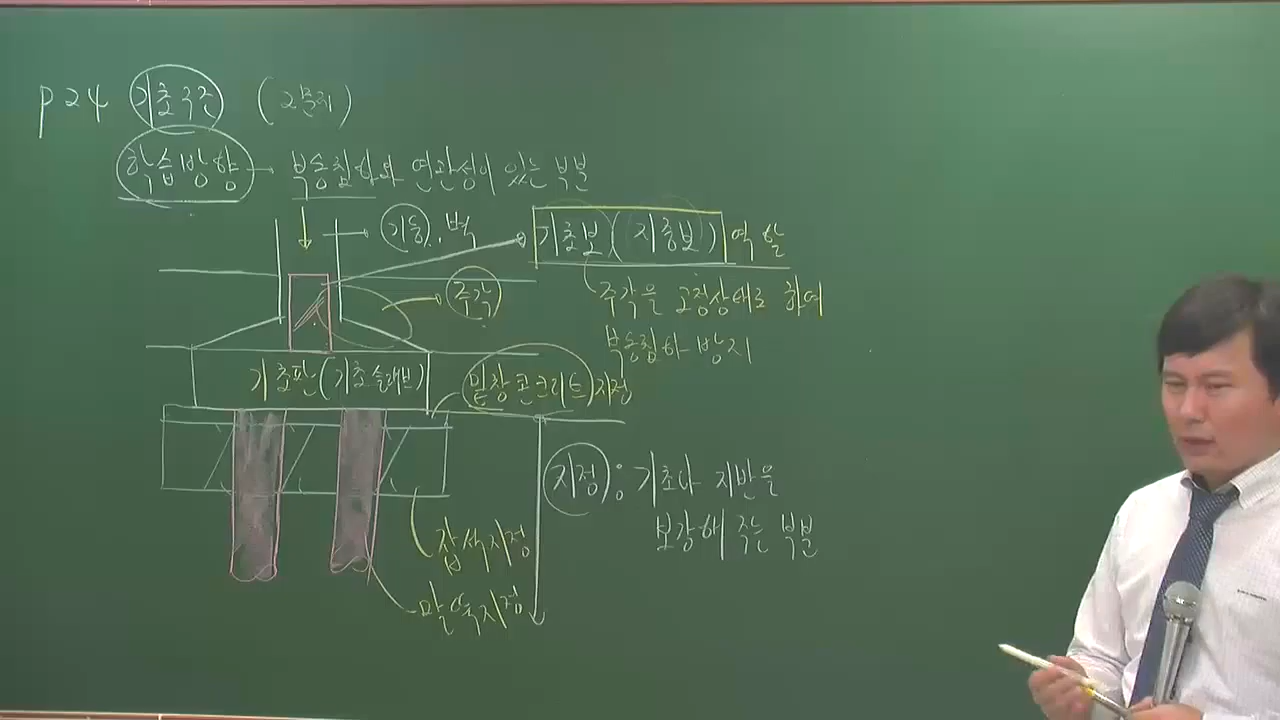 p24 기초구조 (2문제)
학습방향 → 부동침하와 연관성이 있는 부분
기둥, 벽
기초보(지중보) 역할
주각
주각을 고정상태로 하여
부동침하 방지
기초판(기초슬래브)
밑창콘크리트지정
지정: 기초나 지반을
보강해 주는 부분
잡석지정
말뚝지정